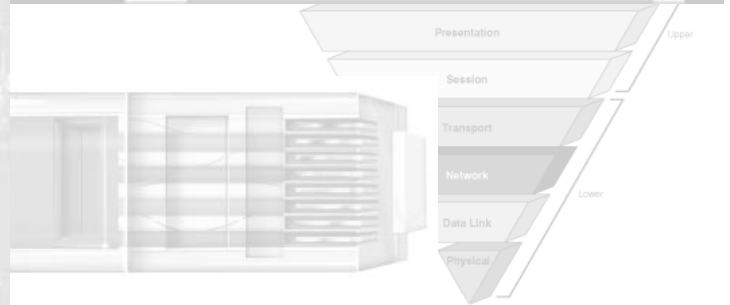 Presentation
Upper
Session
Transport
Network
Lower
Data Link
Physical